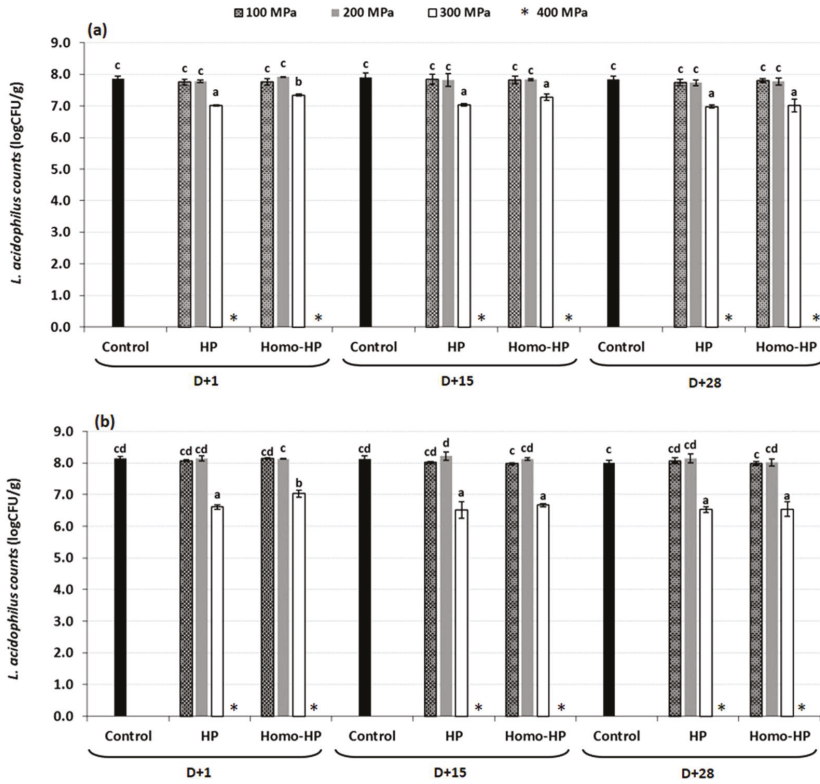 100 MPa 200 MPa 300 MPa * 400 MPa
(a)
L. acidophilus counts (logCFU/g)
9.0
8.0
7.0
6.0
5.0
4.0
3.0
2.0
1.0
0.0
c c c a * c c b * c c c a * c c a * c c c a * c c a *
Control HP Homo-HP Control HP Homo-HP Control HP Homo-HP
D+1 D+15 D+28
(b)
L. acidophilus counts (logCFU/g)
9.0
8.0
7.0
6.0
5.0
4.0
3.0
2.0
1.0
0.0
cd cd cd a * cd c b * cd cd d a * c cd a * c cd cd a * c cd a *
Control HP Homo-HP Control HP Homo-HP Control HP Homo-HP
D+1 D+15 D+28